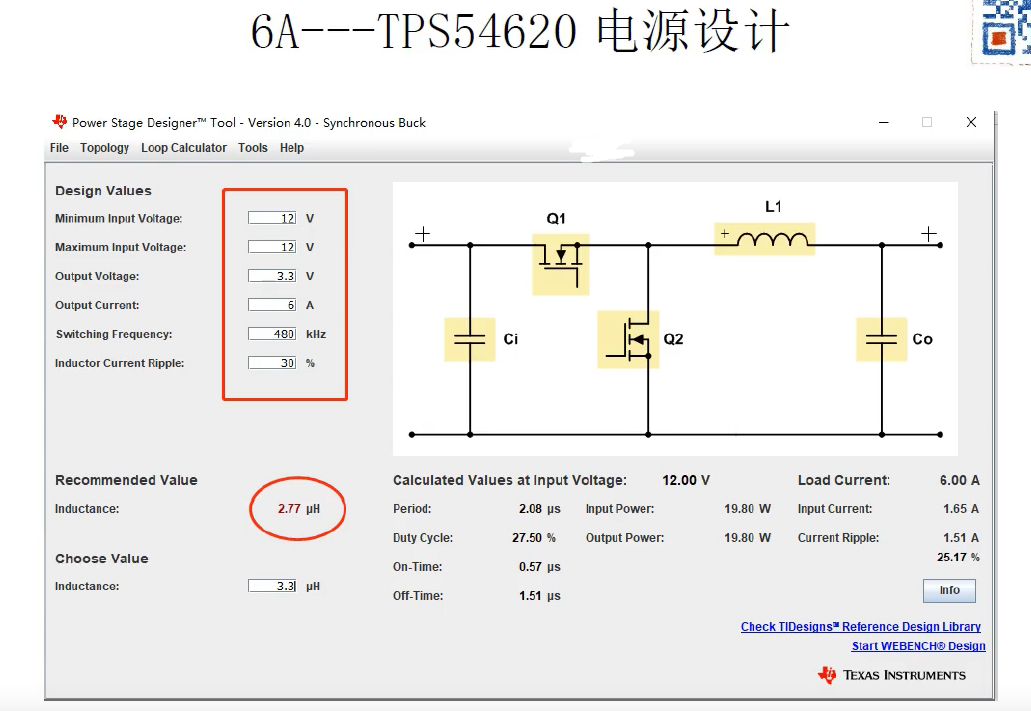 6A---TPS54620 电源设计
Power Stage Designer™ Tool - Version 4.0 - Synchronous Buck
File Topology Loop Calculator Tools Help
Design Values
Minimum Input Voltage: 12 V
Maximum Input Voltage: 12 V
Output Voltage: 3.3 V
Output Current: 6 A
Switching Frequency: 480 kHz
Inductor Current Ripple: 30 %
Q1
L1
+
+
+
Ci
Q2
Co
Recommended Value
Inductance: 2.77 µH
Choose Value
Inductance: 3.3 µH
Calculated Values at Input Voltage: 12.00 V Load Current: 6.00 A
Period: 2.08 µs Input Power: 19.80 W Input Current: 1.65 A
Duty Cycle: 27.50 % Output Power: 19.80 W Current Ripple: 1.51 A
25.17 %
On-Time: 0.57 µs
Off-Time: 1.51 µs
Info
Check TIDesigns™ Reference Design Library
Start WEBENCH® Design
TEXAS INSTRUMENTS